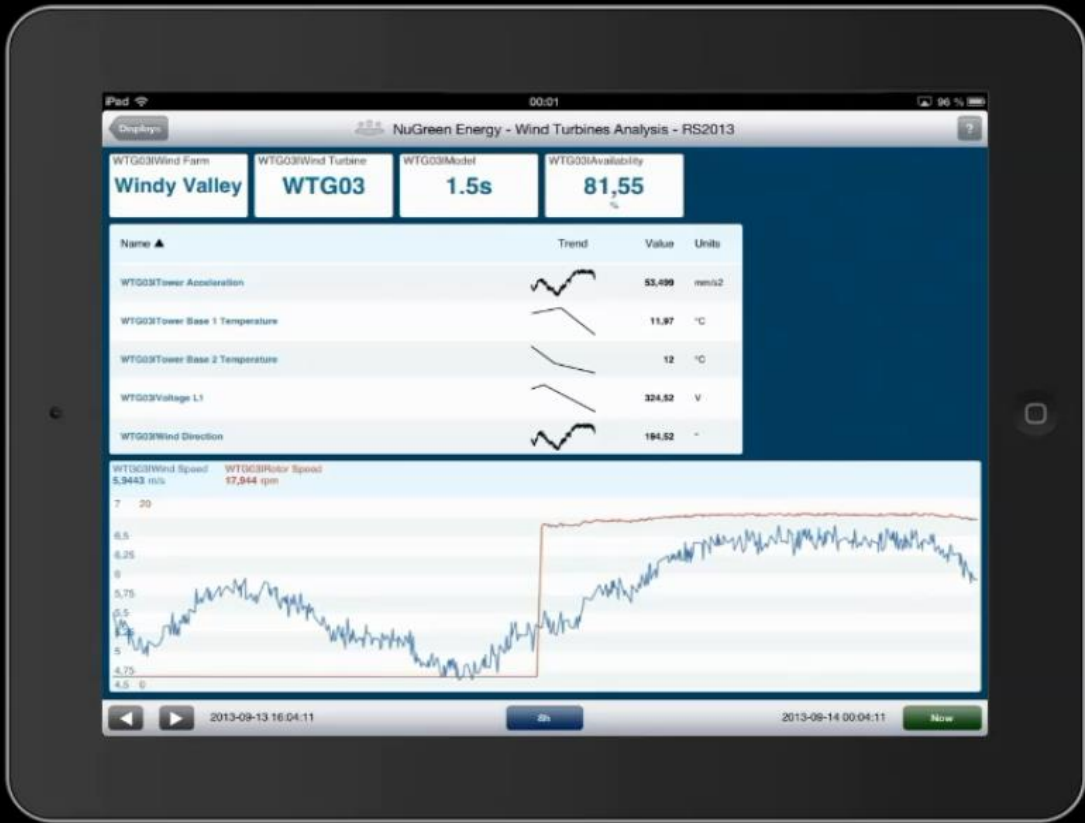 iPad
00:01
96 %
Displays
NuGreen Energy - Wind Turbines Analysis - RS2013
?
WTG03|Wind Farm
Windy Valley
WTG03|Wind Turbine
WTG03
WTG03|Model
1.5s
WTG03|Availability
81,55
%
Name ▲ Trend Value Units
WTG03|Tower Acceleration 53,499 mm/s2
WTG03|Tower Base 1 Temperature 11,97 °C
WTG03|Tower Base 2 Temperature 12 °C
WTG03|Voltage L1 324,52 V
WTG03|Wind Direction 194,52
WTG03|Wind Speed WTG03|Rotor Speed
5,9443 m/s 17,944 rpm
7 20
6,5
6,25
6
5,75
5,5
5,25
5
4,75
4,5 0
2013-09-13 16:04:11
8h
2013-09-14 00:04:11
Now